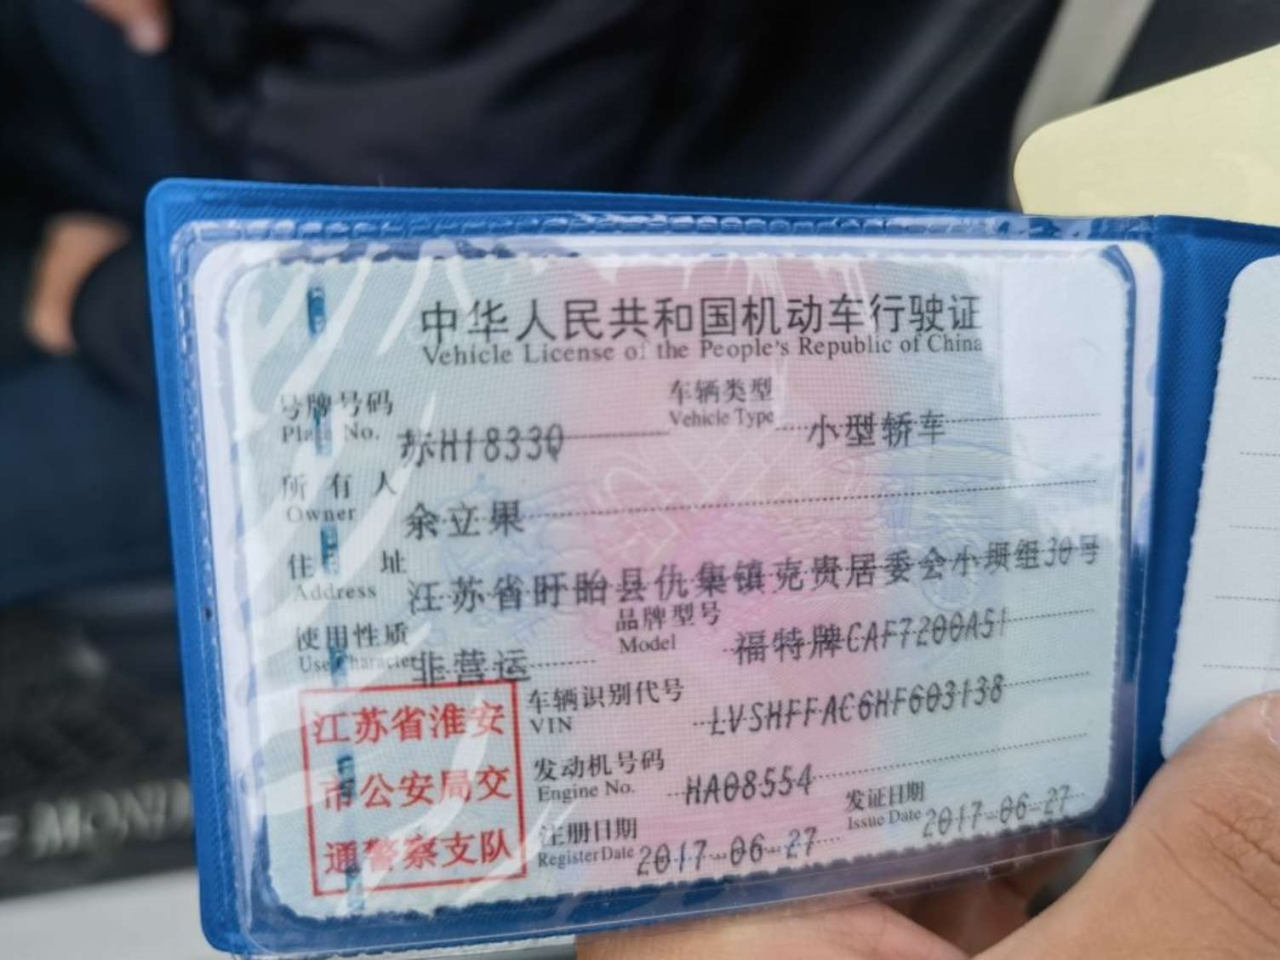 中华人民共和国机动车行驶证
Vehicle License of the People's Republic of China
号牌号码 苏H1833Q 车辆类型 小型轿车
Plate No. Vehicle Type
所有人 余立果
Owner
住址 江苏省盱眙县仇集镇克贵居委会小坝组30号
Address
使用性质 非营运 品牌型号 福特牌CAF7200A51
Use Character Model
江苏省淮安
市公安局交
通警察支队
车辆识别代号 LVSHFFAC6HF603138
VIN
发动机号码 HA08554
Engine No.
注册日期 2017-06-27 发证日期 2017-06-27
Register Date Issue Date